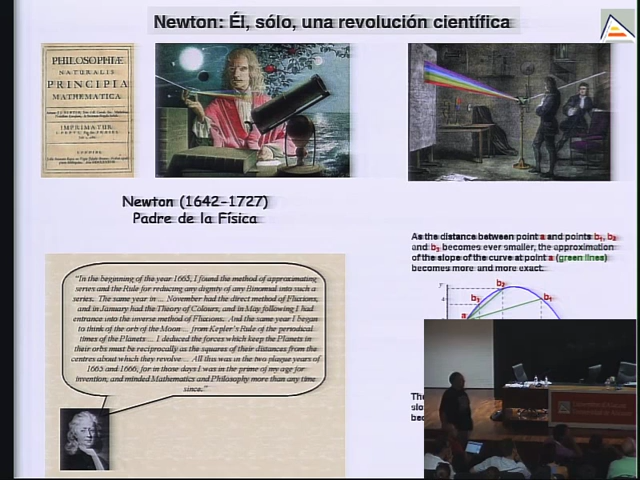 Newton: Él, sólo, una revolución científica
PHILOSOPHIÆ
NATURALIS
PRINCIPIA
MATHEMATICA
IMPRIMATUR
Newton (1642-1727)
Padre de la Física
As the distance between point a and points b₁, b₂
and b₃ becomes ever smaller, the approximation
of the slope of the curve at point a (green lines)
becomes more and more exact.
b₂
b₃
b₁
a
"In the beginning of the year 1665, I found the method of approximating
series and the Rule for reducing any dignity of any Binomial into such a
series. The same year in ... November had the direct method of Fluxions,
and in January had the Theory of Colours, and in May following I had
entrance into the inverse method of Fluxions. And the same year I began
to think of the orb of the Moon ... from Kepler's Rule of the periodical
times of the Planets ... I deduced the forces which keep the Planets in
their orbs must be reciprocally as the squares of their distances from the
centres about which they revolve ... All this was in the two plague years of
1665 and 1666, for in those days I was in the prime of my age for
invention, and minded Mathematics and Philosophy more than any time
since."